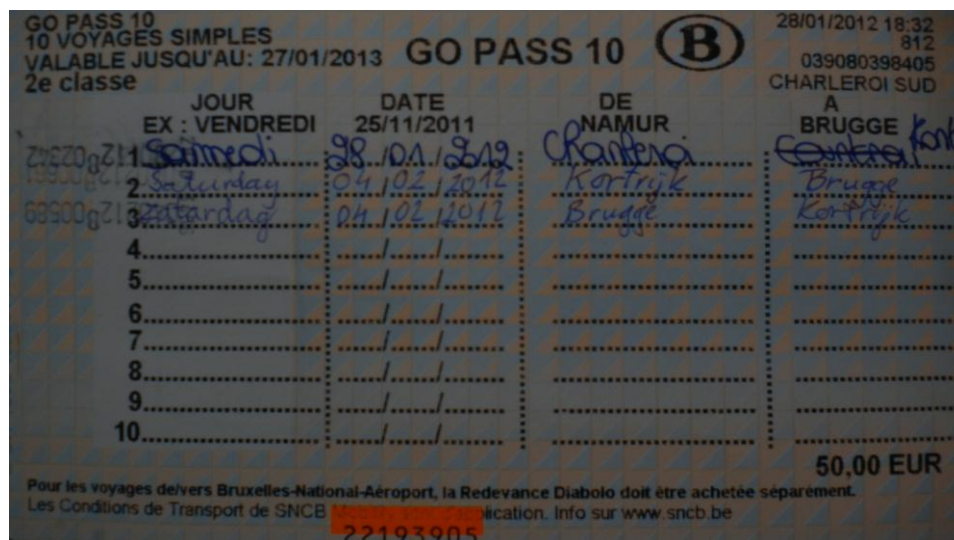 GO PASS 10
10 VOYAGES SIMPLES
VALABLE JUSQU'AU: 27/01/2013
2e classe
GO PASS 10
B
28/01/2012 18:32
812
039080398405
CHARLEROI SUD
JOUR DATE DE A
EX : VENDREDI 25/11/2011 NAMUR BRUGGE
1 Samedi 28/01/2012
2 Saturday 04/02/2012 Kortrijk Brugge
3 Zatardag 04/02/2012 Brugge Kortrijk
4
5
6
7
8
9
10
50,00 EUR
Pour les voyages de/vers Bruxelles-National-Aéroport, la Redevance Diabolo doit être achetée séparément.
Les Conditions de Transport de SNCB Info sur www.sncb.be
22193905